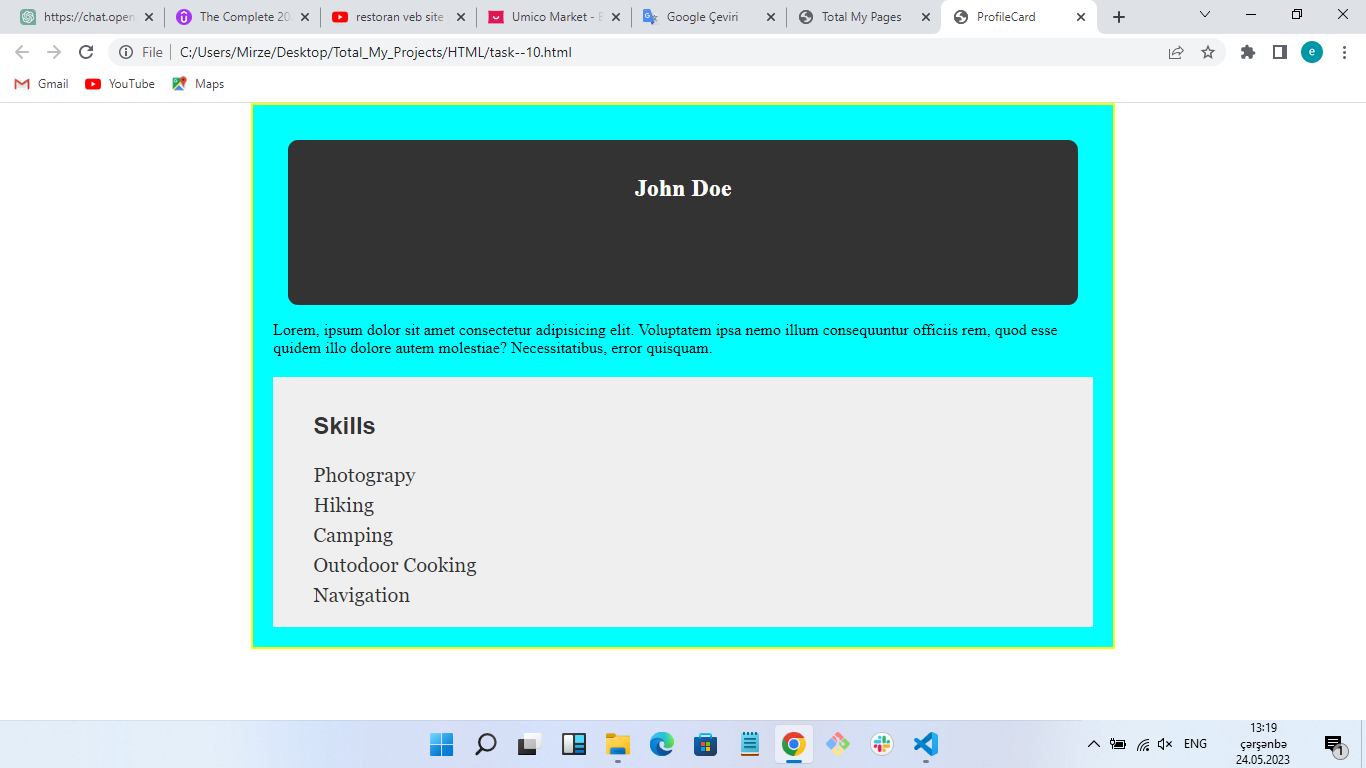 https://chat.open
The Complete 20
restoran veb site
Umico Market - E
Google Çeviri
Total My Pages
ProfileCard
File
C:/Users/Mirze/Desktop/Total_My_Projects/HTML/task--10.html
e
Gmail
YouTube
Maps
John Doe
Lorem, ipsum dolor sit amet consectetur adipisicing elit. Voluptatem ipsa nemo illum consequuntur officiis rem, quod esse
quidem illo dolore autem molestiae? Necessitatibus, error quisquam.
Skills
Photograpy
Hiking
Camping
Outodoor Cooking
Navigation
ENG
13:19
çərşənbə
24.05.2023
1